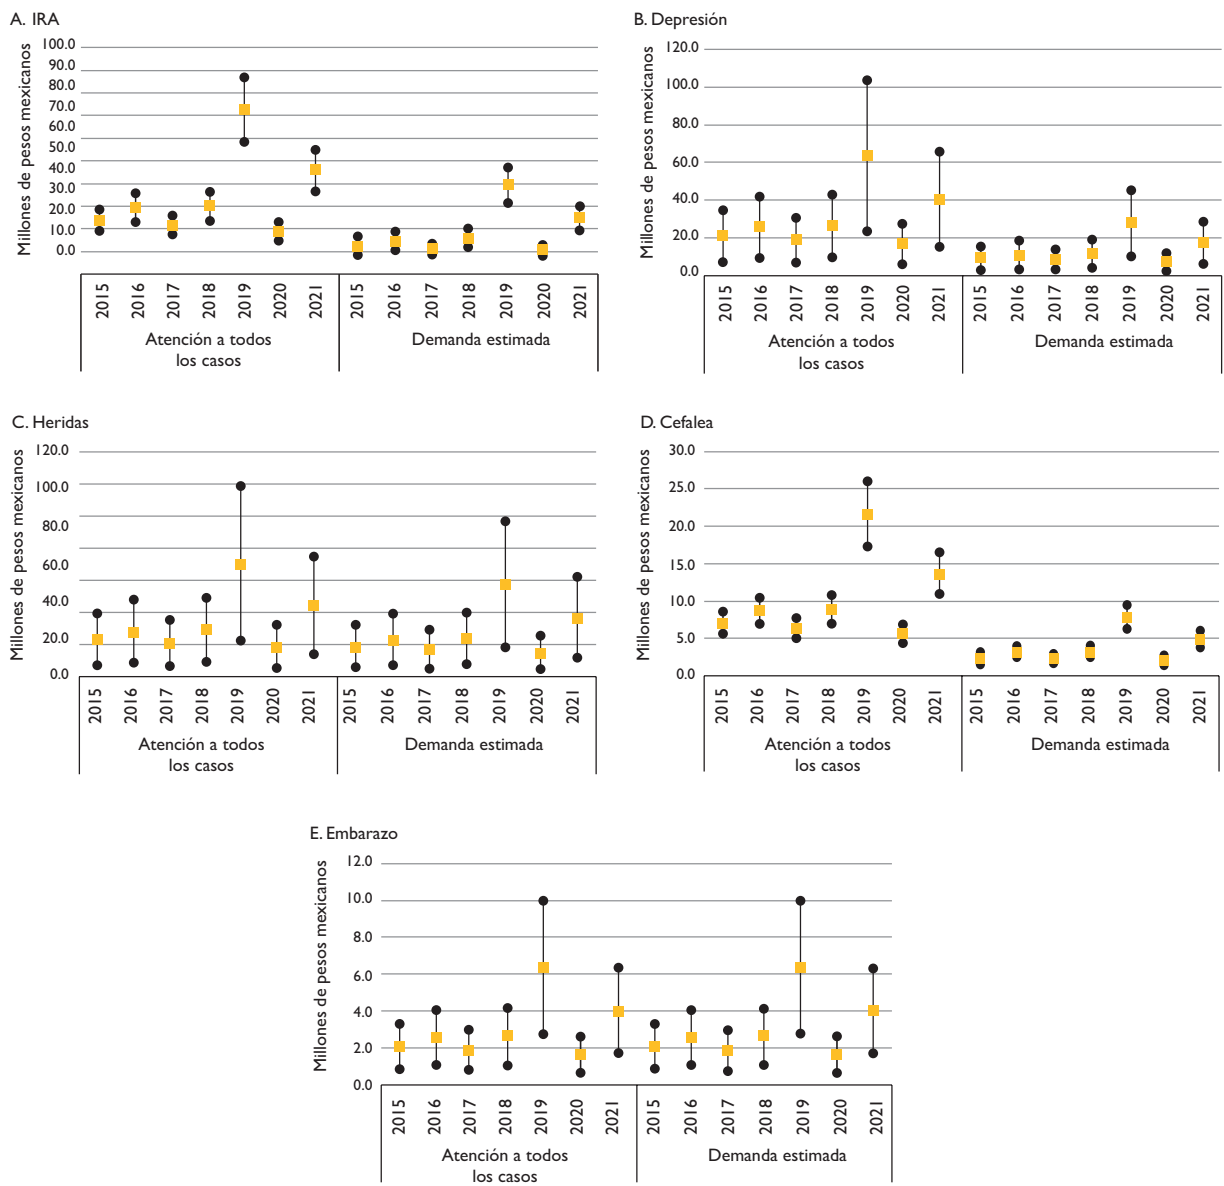 A. IRA
Millones de pesos mexicanos
100.0
90.0
80.0
70.0
60.0
50.0
40.0
30.0
20.0
10.0
0.0
2015 2016 2017 2018 2019 2020 2021 2015 2016 2017 2018 2019 2020 2021
Atención a todos
los casos
Demanda estimada
B. Depresión
Millones de pesos mexicanos
120.0
100.0
80.0
60.0
40.0
20.0
0.0
2015 2016 2017 2018 2019 2020 2021 2015 2016 2017 2018 2019 2020 2021
Atención a todos
los casos
Demanda estimada
C. Heridas
Millones de pesos mexicanos
120.0
100.0
80.0
60.0
40.0
20.0
0.0
2015 2016 2017 2018 2019 2020 2021 2015 2016 2017 2018 2019 2020 2021
Atención a todos
los casos
Demanda estimada
D. Cefalea
Millones de pesos mexicanos
30.0
25.0
20.0
15.0
10.0
5.0
0.0
2015 2016 2017 2018 2019 2020 2021 2015 2016 2017 2018 2019 2020 2021
Atención a todos
los casos
Demanda estimada
E. Embarazo
Millones de pesos mexicanos
12.0
10.0
8.0
6.0
4.0
2.0
0.0
2015 2016 2017 2018 2019 2020 2021 2015 2016 2017 2018 2019 2020 2021
Atención a todos
los casos
Demanda estimada